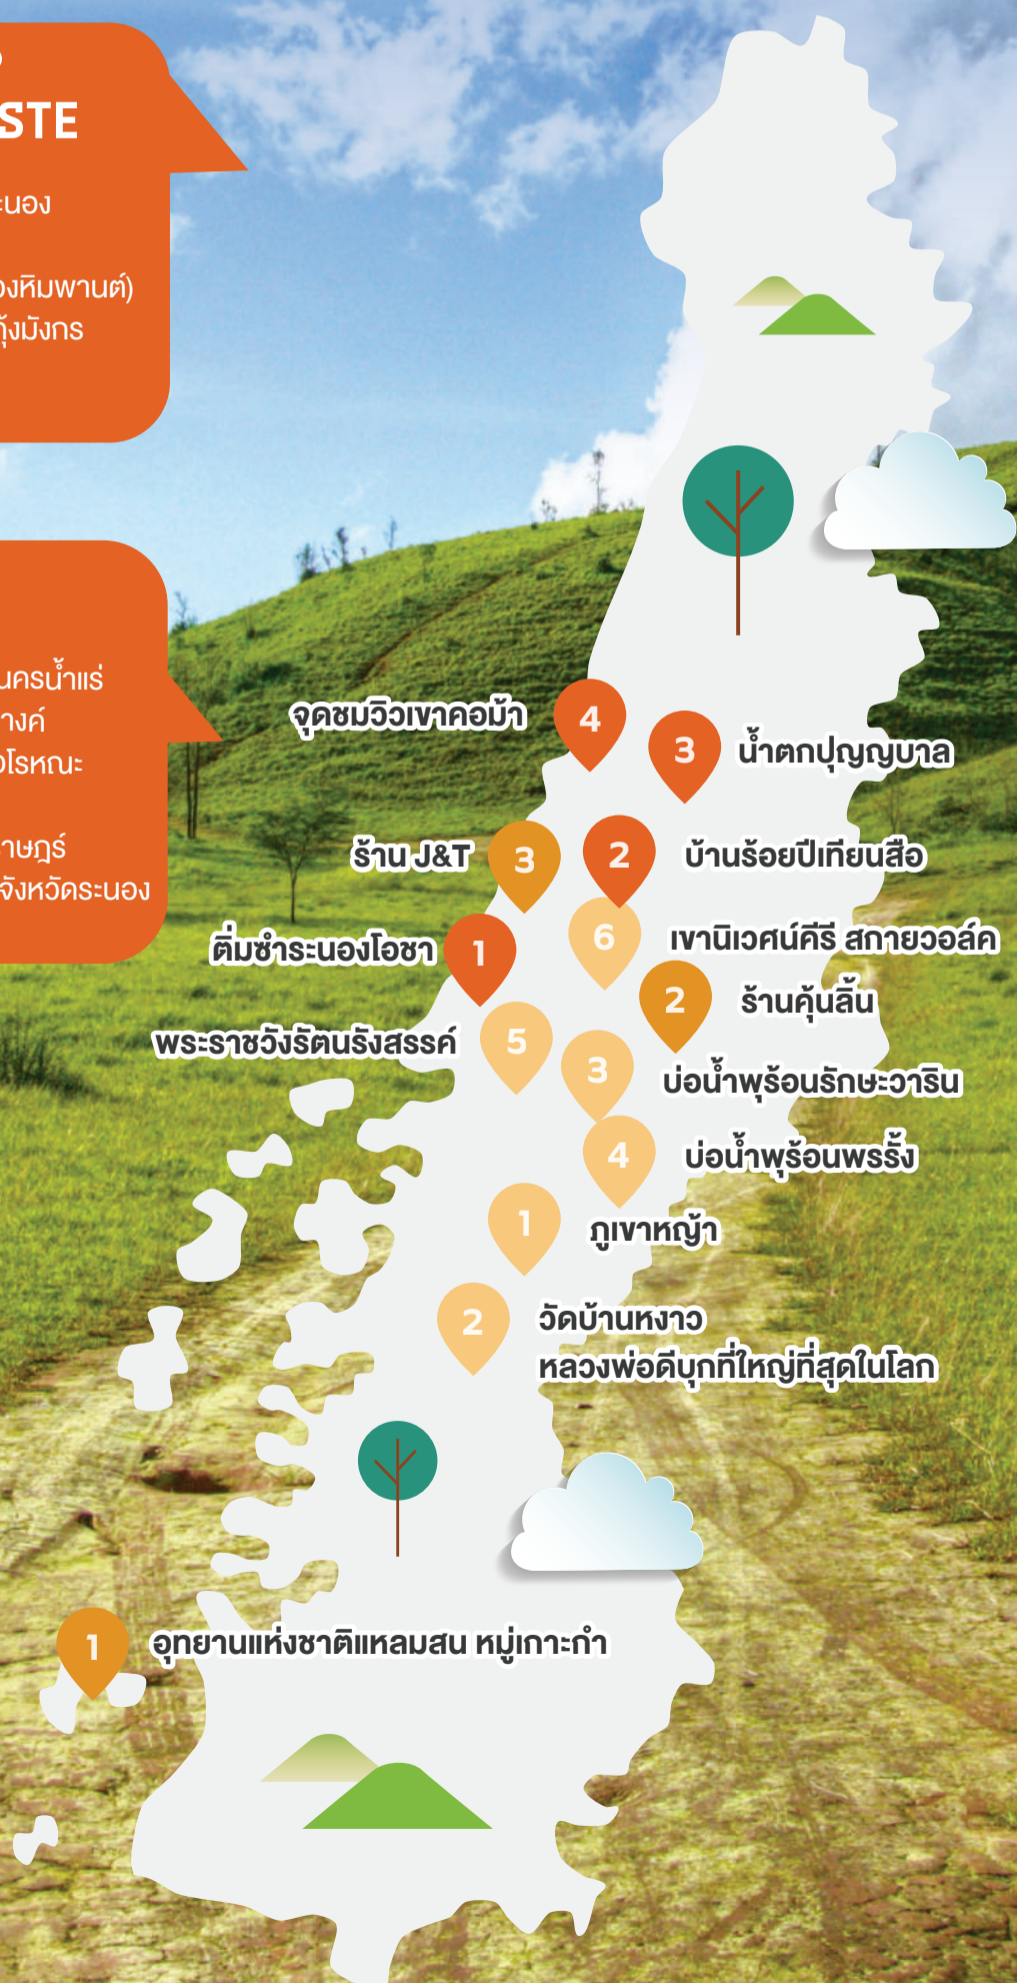 STE
ะนอง
องหิมพานต์)
กุ้งมังกร
นครน้ำแร่
างค์
อโรหณะ
ราษฎร์
จังหวัดระนอง
จุดชมวิวเขาคอม้า
4
3
น้ำตกปุญญบาล
ร้าน J&T
3
2
บ้านร้อยปีเทียนสือ
6
เขานิเวศน์คีรี สกายวอล์ค
ติ่มซำระนองโอชา
1
2
ร้านคุ้นลิ้น
พระราชวังรัตนรังสรรค์
5
3
บ่อน้ำพุร้อนรักษะวาริน
4
บ่อน้ำพุร้อนพรรั้ง
1
ภูเขาหญ้า
2
วัดบ้านหงาว
หลวงพ่อดีบุกที่ใหญ่ที่สุดในโลก
1
อุทยานแห่งชาติแหลมสน หมู่เกาะกำ